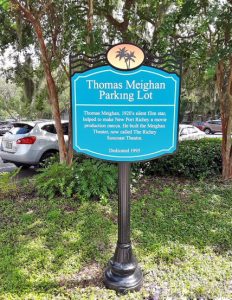 Thomas Meighan
Parking Lot
Thomas Meighan, 1920's silent film star,
helped to make New Port Richey a movie
production mecca. He built the Meighan
Theater, now called The Richey
Suncoast Theatre.
Dedicated 1995